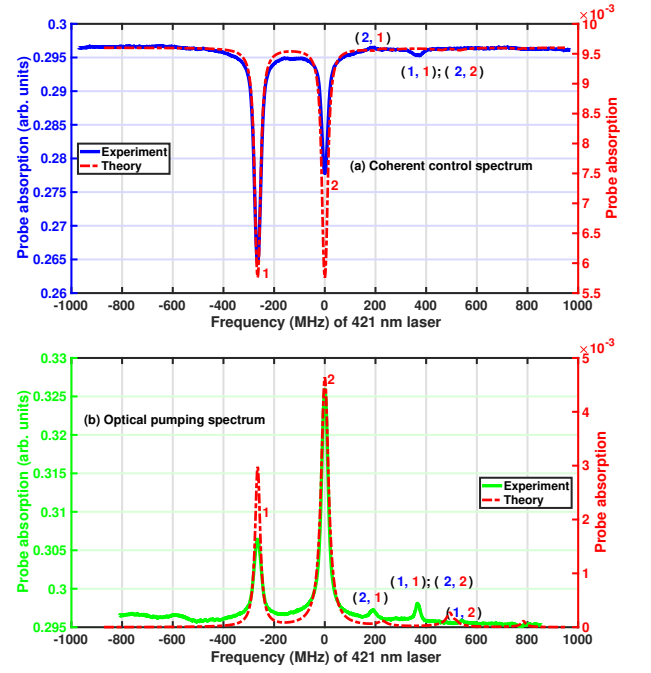 ×10⁻³
0.3
0.295
0.29
0.285
0.28
0.275
0.27
0.265
0.26
Probe absorption (arb. units)
(2, 1)
(1, 1); ( 2, 2)
Experiment
Theory
(a) Coherent control spectrum
1
2
10
9.5
9
8.5
8
7.5
7
6.5
6
5.5
Probe absorption
-1000 -800 -600 -400 -200 0 200 400 600 800 1000
Frequency (MHz) of 421 nm laser
×10⁻³
0.33
0.325
0.32
0.315
0.31
0.305
0.3
0.295
Probe absorption (arb. units)
(b) Optical pumping spectrum
2
1
Experiment
Theory
(2, 1)
(1, 1); ( 2, 2)
(1, 2)
5
4
3
2
1
0
Probe absorption
-1000 -800 -600 -400 -200 0 200 400 600 800 1000
Frequency (MHz) of 421 nm laser